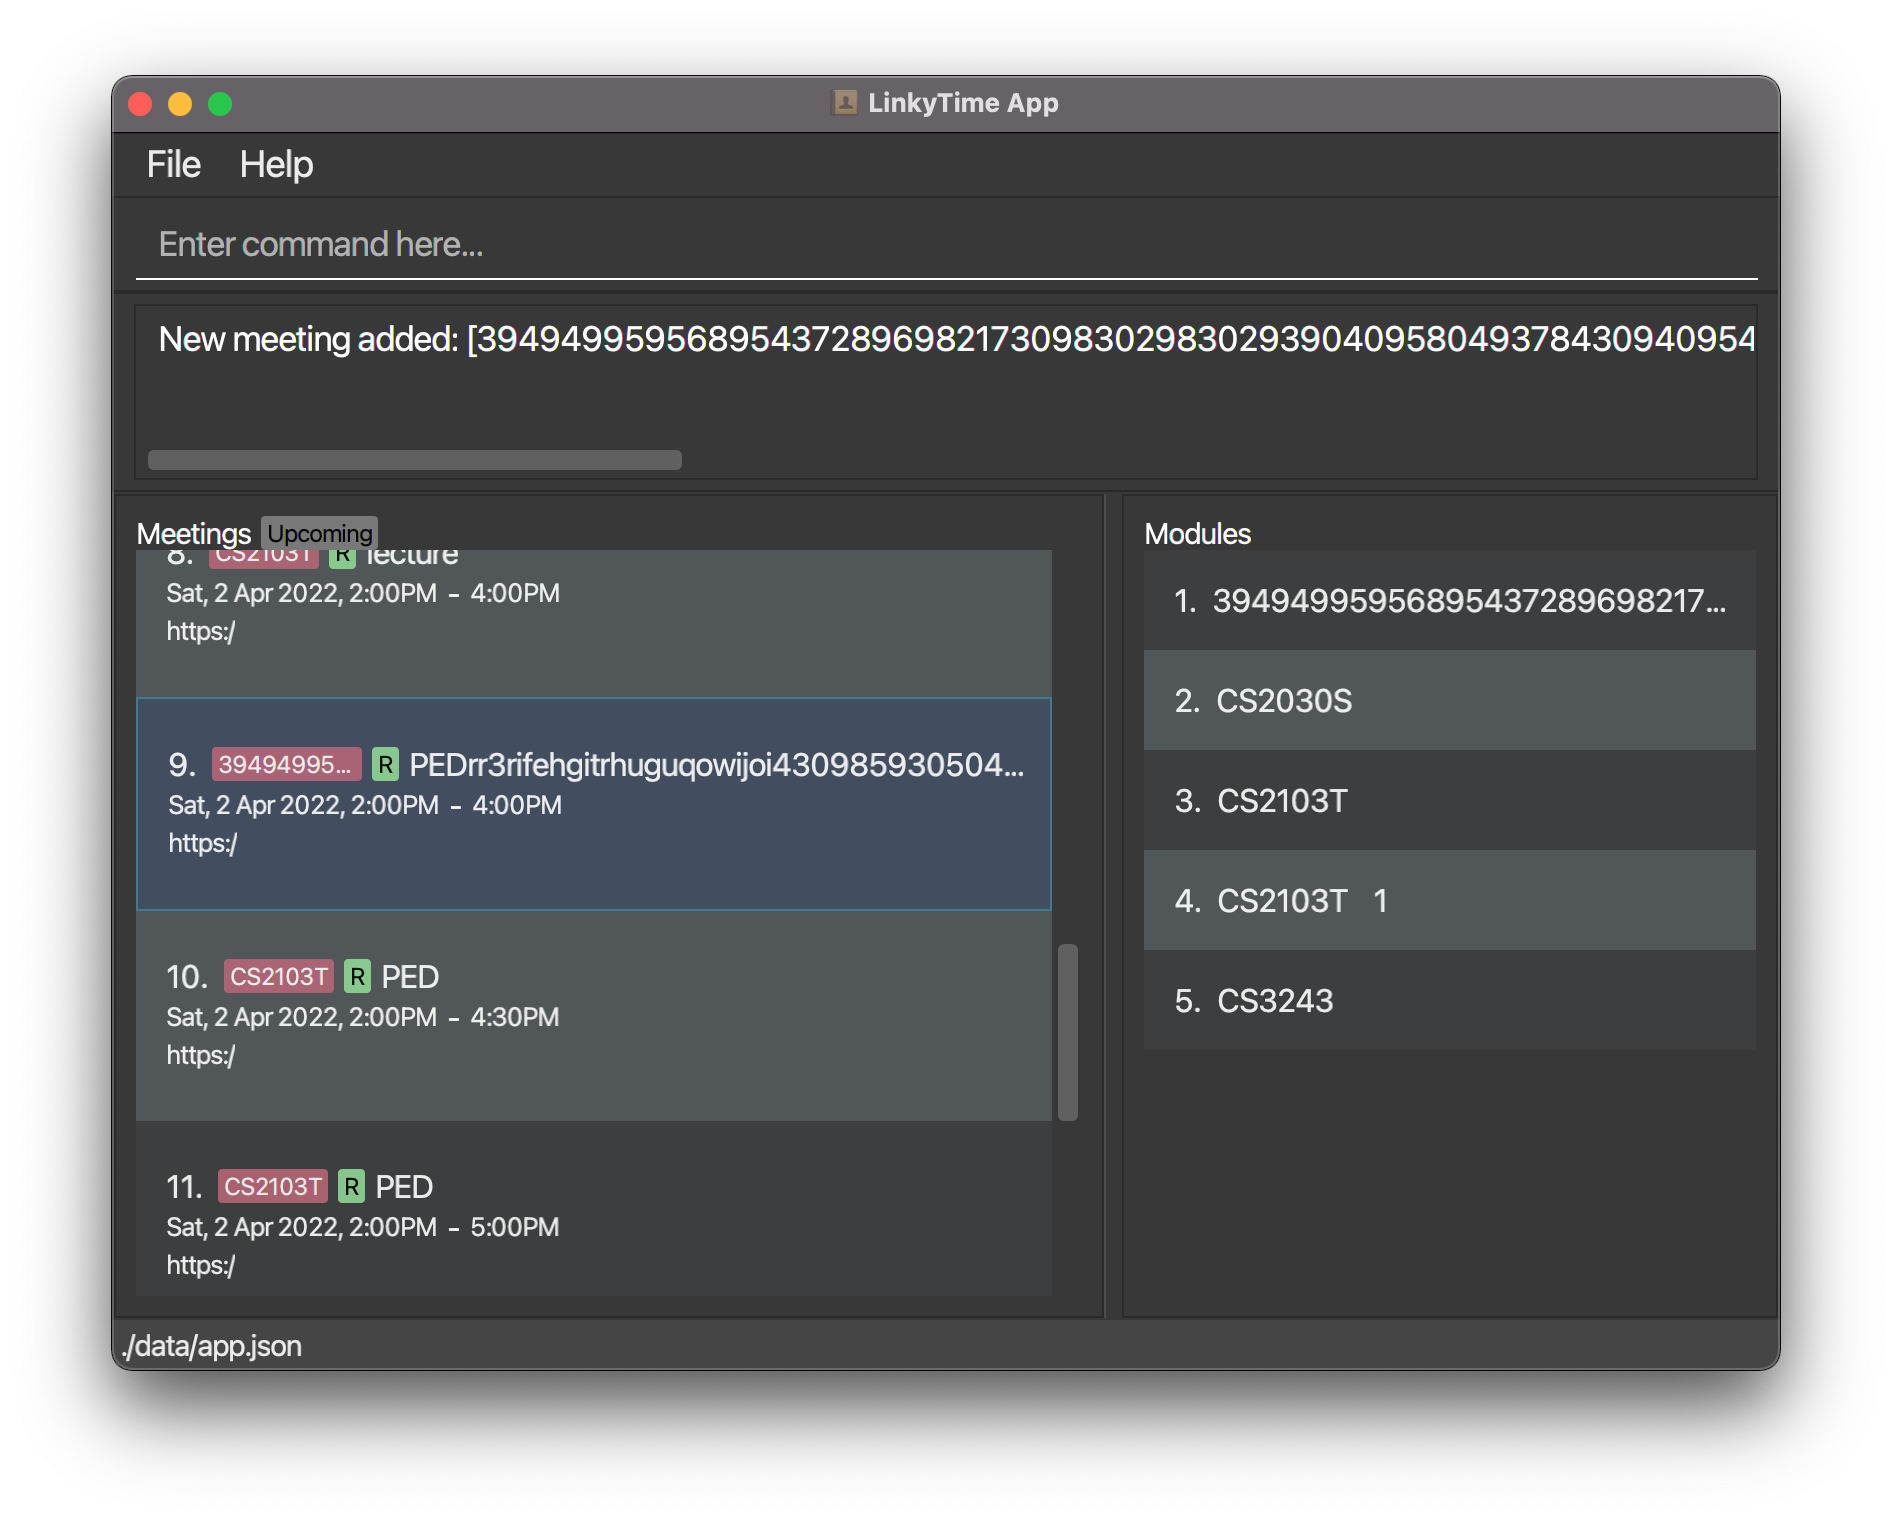 LinkyTime App
File Help
Enter command here...
New meeting added: [39494995956895437289698217309830298302939040958049378430940954
Meetings Upcoming
8. CS2103T R lecture
Sat, 2 Apr 2022, 2:00PM - 4:00PM
https:/
9. 39494995... R PEDrr3rifehgitrhuguqowijoi430985930504...
Sat, 2 Apr 2022, 2:00PM - 4:00PM
https:/
10. CS2103T R PED
Sat, 2 Apr 2022, 2:00PM - 4:30PM
https:/
11. CS2103T R PED
Sat, 2 Apr 2022, 2:00PM - 5:00PM
https:/
Modules
1. 39494995956895437289698217...
2. CS2030S
3. CS2103T
4. CS2103T 1
5. CS3243
./data/app.json